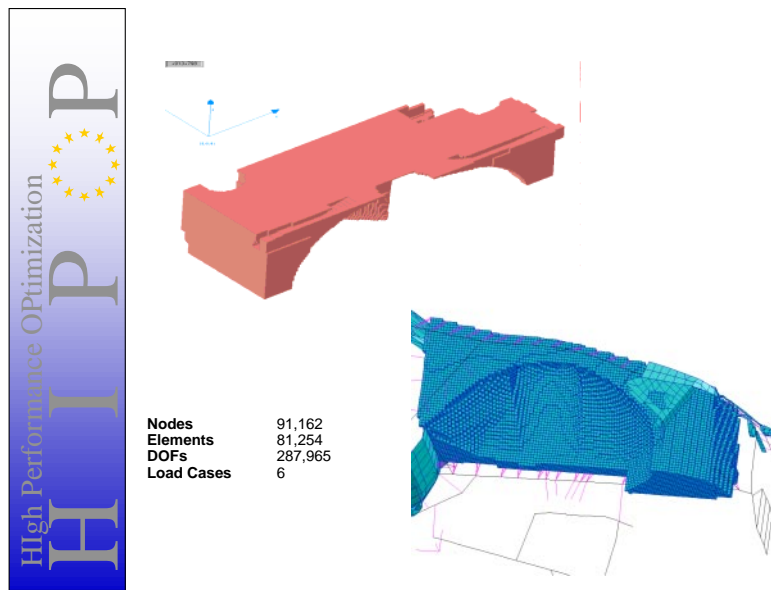 HIgh Performance OPtimization
H I P P O P
Nodes 91,162
Elements 81,254
DOFs 287,965
Load Cases 6